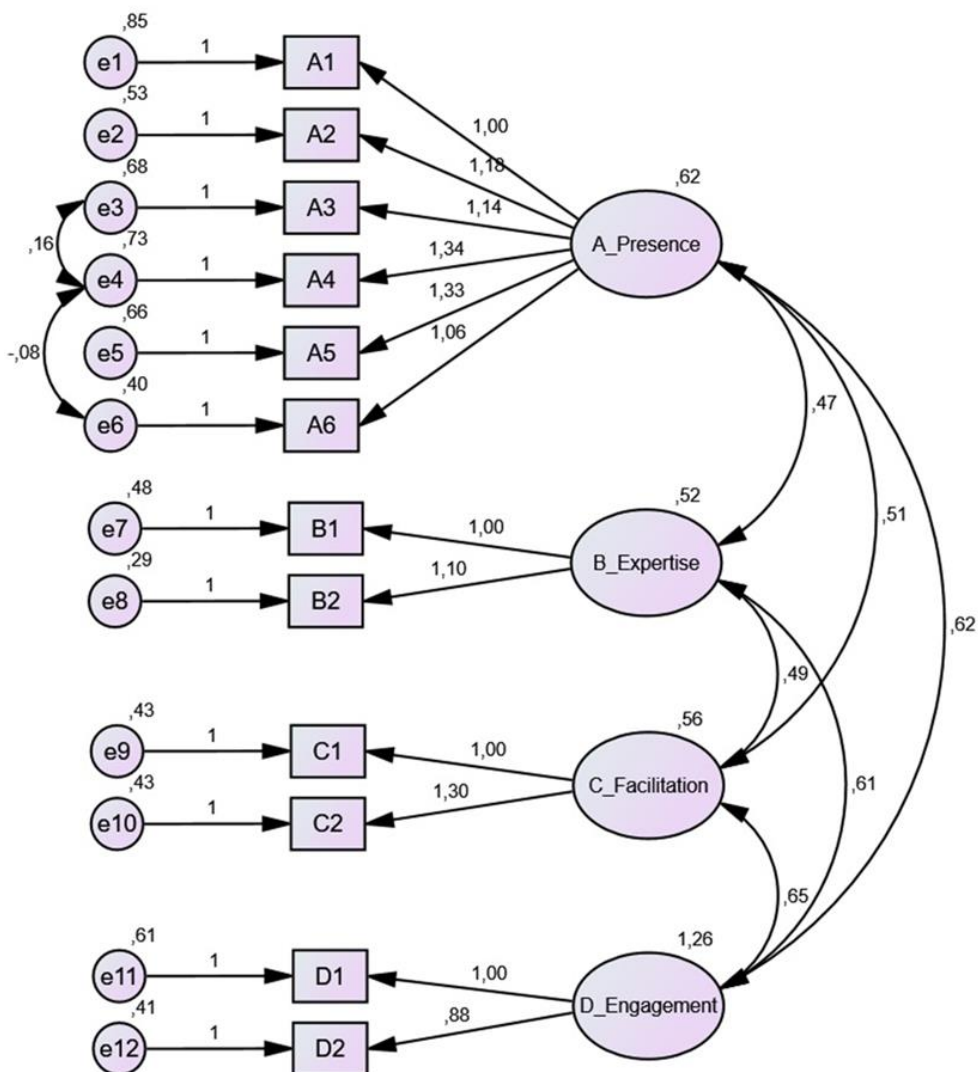 ,85
e1 1 A1
,53
e2 1 A2
,68
e3 1 A3
,73
e4 1 A4
,66
e5 1 A5
,40
e6 1 A6
,16
-,08
1,00
1,18
1,14
1,34
1,33
1,06
,62
A_Presence
,48
e7 1 B1
,29
e8 1 B2
1,00
1,10
,52
B_Expertise
,43
e9 1 C1
,43
e10 1 C2
1,00
1,30
,56
C_Facilitation
,61
e11 1 D1
,41
e12 1 D2
1,00
,88
1,26
D_Engagement
,47
,51
,62
,49
,61
,65